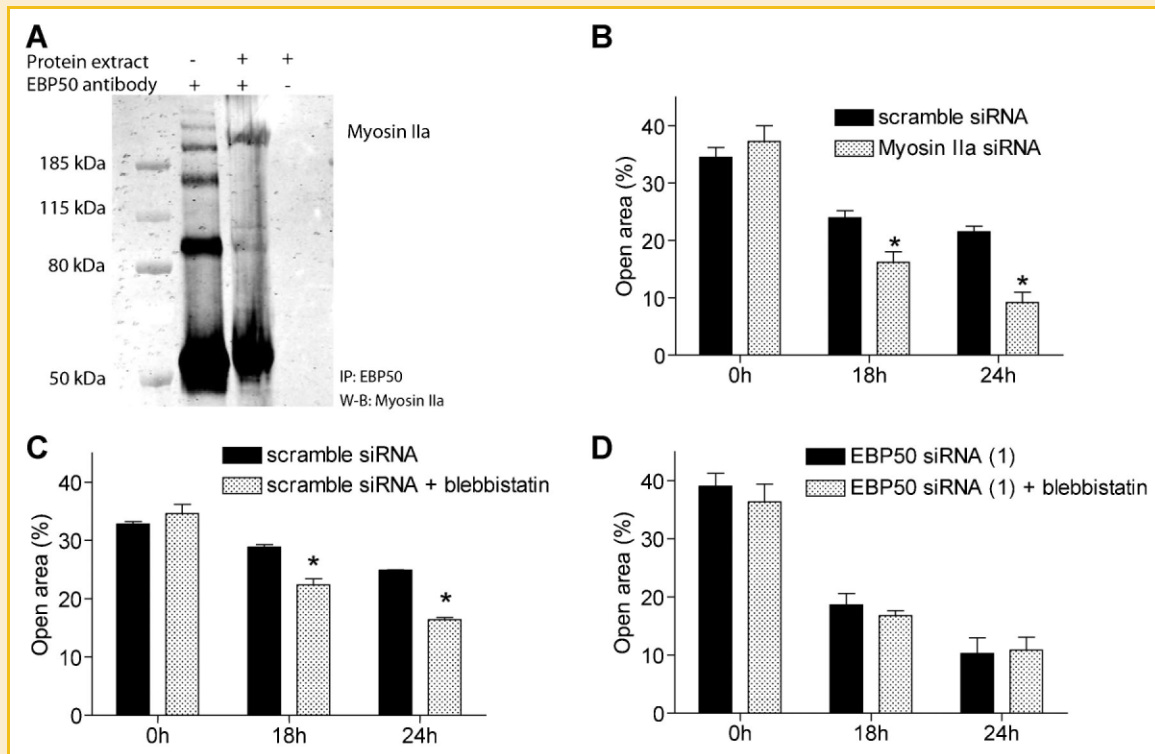 A
Protein extract - + +
EBP50 antibody + + -
Myosin IIa
185 kDa
115 kDa
80 kDa
50 kDa
IP: EBP50
W-B: Myosin IIa
B
scramble siRNA
Myosin IIa siRNA
Open area (%)
40
30
20
10
0
* *
0h 18h 24h
C
scramble siRNA
scramble siRNA + blebbistatin
Open area (%)
40
30
20
10
0
* *
0h 18h 24h
D
EBP50 siRNA (1)
EBP50 siRNA (1) + blebbistatin
Open area (%)
40
30
20
10
0
0h 18h 24h